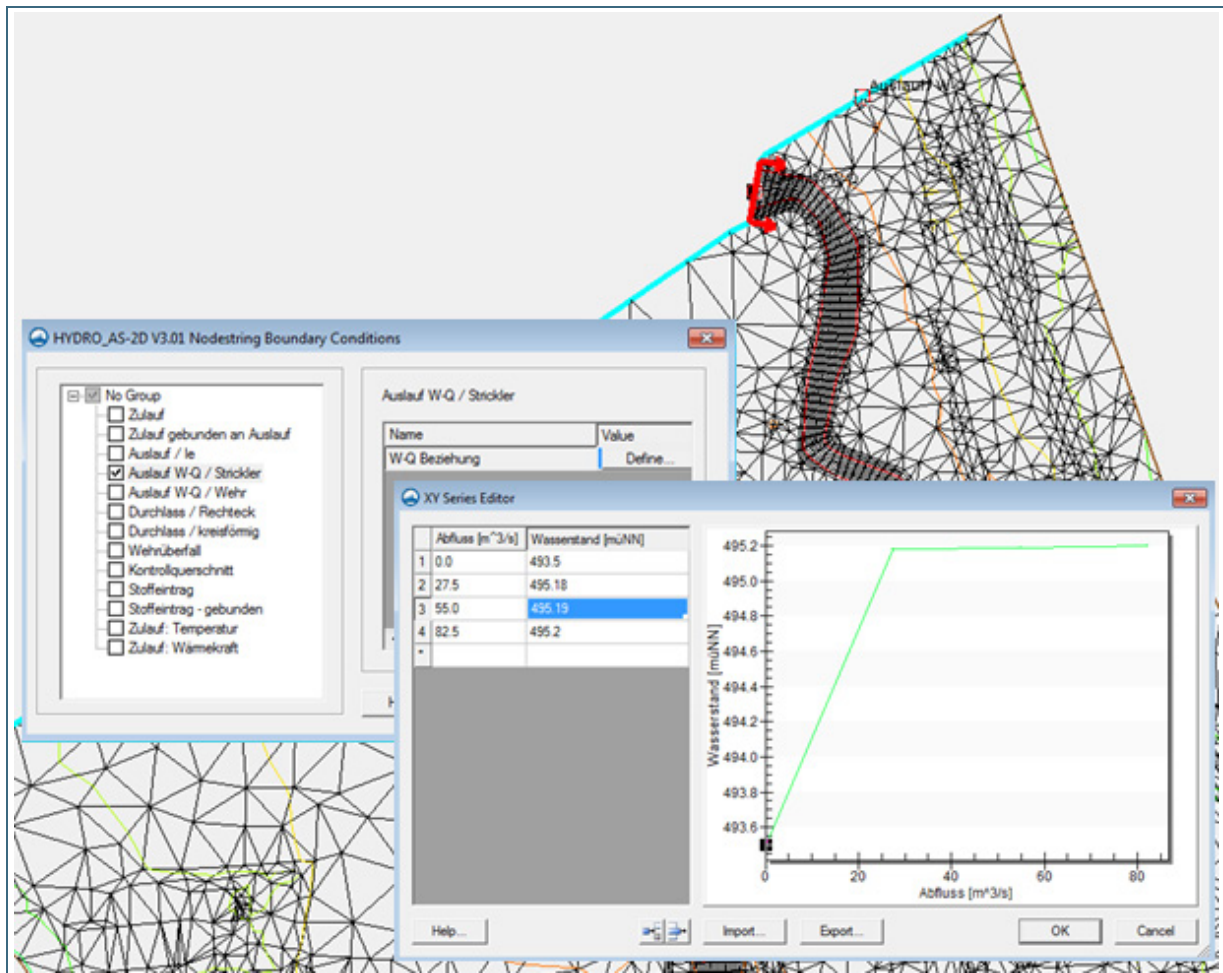 Auslauf W-Q
HYDRO_AS-2D V3.01 Nodestring Boundary Conditions
No Group
Zulauf
Zulauf gebunden an Auslauf
Auslauf / Ie
Auslauf W-Q / Strickler
Auslauf W-Q / Wehr
Durchlass / Rechteck
Durchlass / kreisförmig
Wehrüberfall
Kontrollquerschnitt
Stoffeintrag
Stoffeintrag - gebunden
Zulauf: Temperatur
Zulauf: Wärmekraft
Auslauf W-Q / Strickler
Name Value
W-Q Beziehung Define...
XY Series Editor
Abfluss [m^3/s] Wasserstand [müNN]
1 0.0 493.5
2 27.5 495.18
3 55.0 495.19
4 82.5 495.2
*
Wasserstand [müNN]
495.2
495.0
494.8
494.6
494.4
494.2
494.0
493.8
493.6
0 20 40 60 80
Abfluss [m^3/s]
Help... Import... Export... OK Cancel